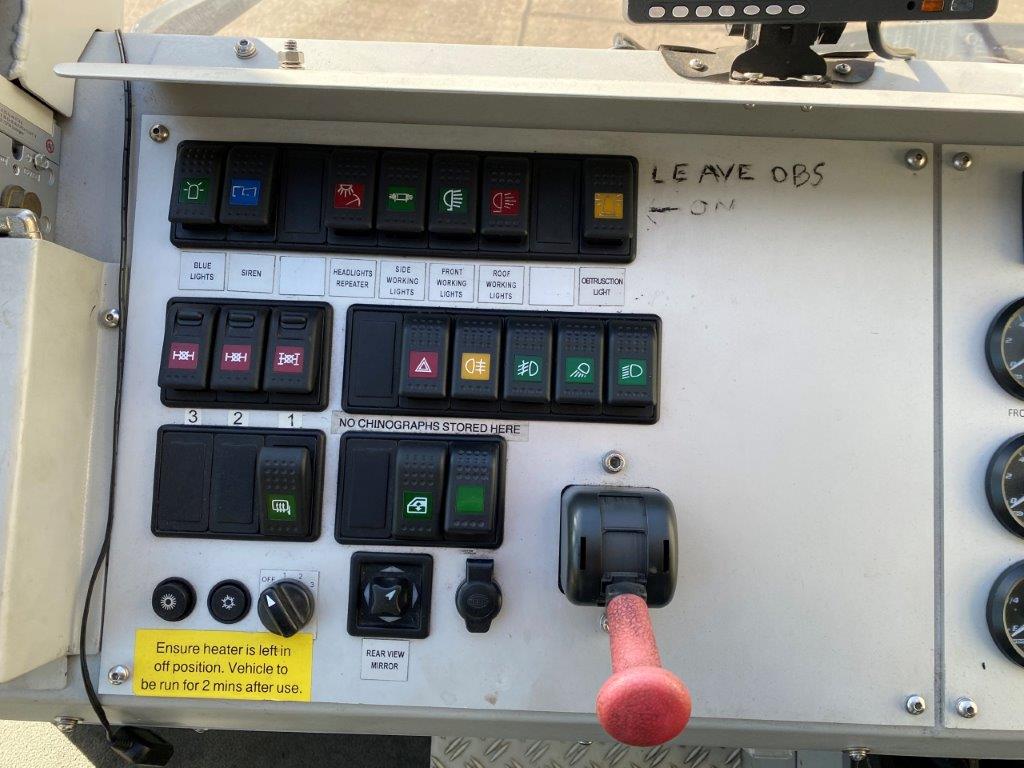 LEAVE OBS
← ON
BLUE
LIGHTS
SIREN
HEADLIGHTS
REPEATER
SIDE
WORKING
LIGHTS
FRONT
WORKING
LIGHTS
ROOF
WORKING
LIGHTS
OBTRUSCTION
LIGHT
3 2 1
NO CHINOGRAPHS STORED HERE
FRO
OFF 1 2 3
REAR VIEW
MIRROR
Ensure heater is left in
off position. Vehicle to
be run for 2 mins after use.